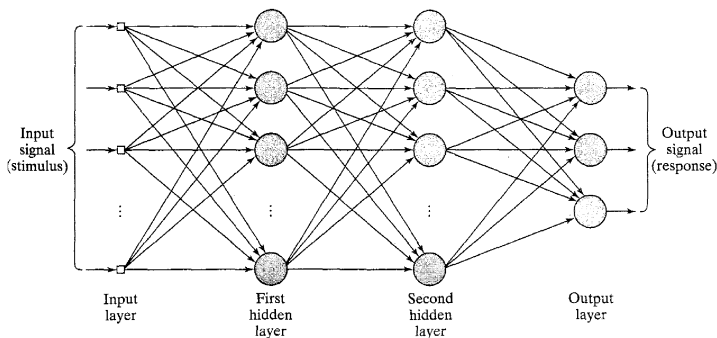 Input
signal
(stimulus)
Output
signal
(response)
Input
layer
First
hidden
layer
Second
hidden
layer
Output
layer